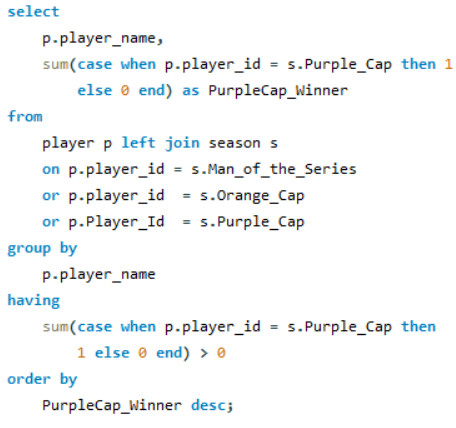 select
p.player_name,
sum(case when p.player_id = s.Purple_Cap then 1
else 0 end) as PurpleCap_Winner
from
player p left join season s
on p.player_id = s.Man_of_the_Series
or p.player_id  = s.Orange_Cap
or p.Player_Id  = s.Purple_Cap
group by
p.player_name
having
sum(case when p.player_id = s.Purple_Cap then
1 else 0 end) > 0
order by
PurpleCap_Winner desc;